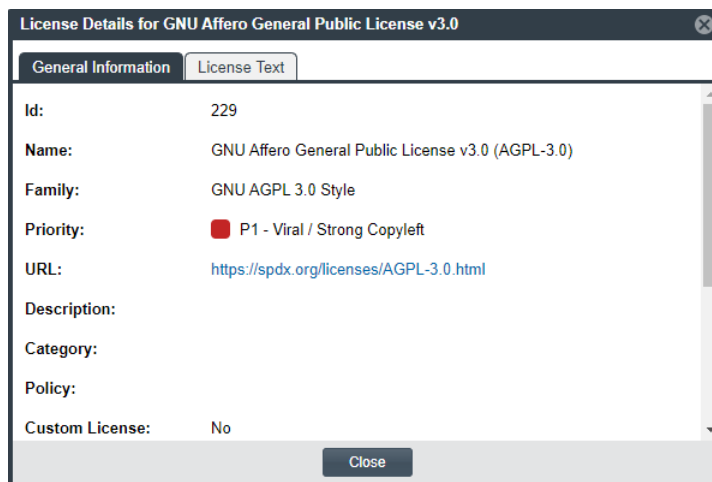 License Details for GNU Affero General Public License v3.0
General Information License Text
Id: 229
Name: GNU Affero General Public License v3.0 (AGPL-3.0)
Family: GNU AGPL 3.0 Style
Priority: P1 - Viral / Strong Copyleft
URL: https://spdx.org/licenses/AGPL-3.0.html
Description:
Category:
Policy:
Custom License: No
Close